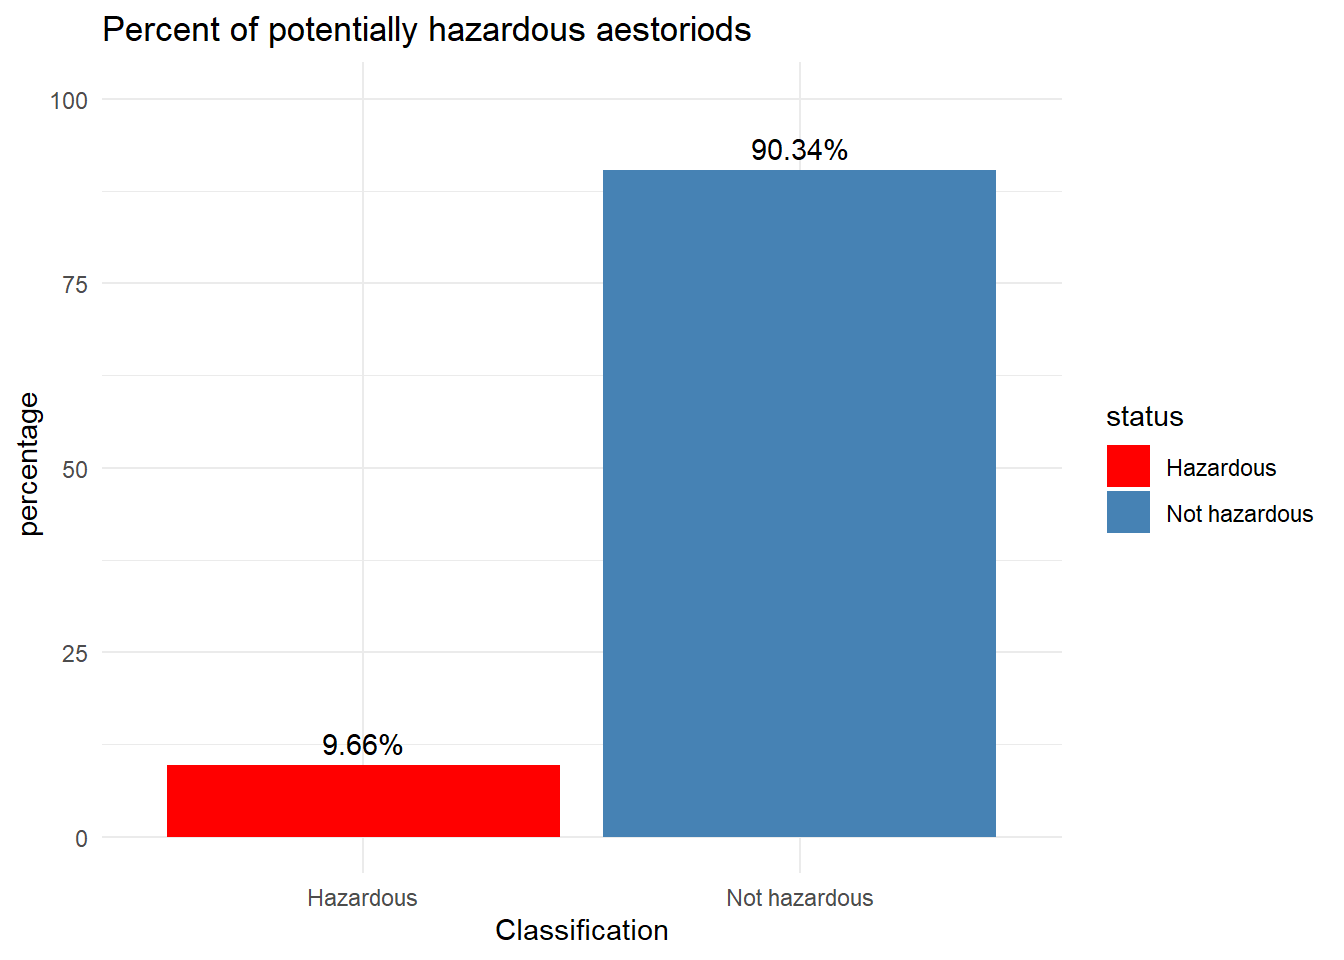 Percent of potentially hazardous aestoriods
100
75
50
25
0
percentage
90.34%
9.66%
Hazardous
Not hazardous
Classification
status
Hazardous
Not hazardous